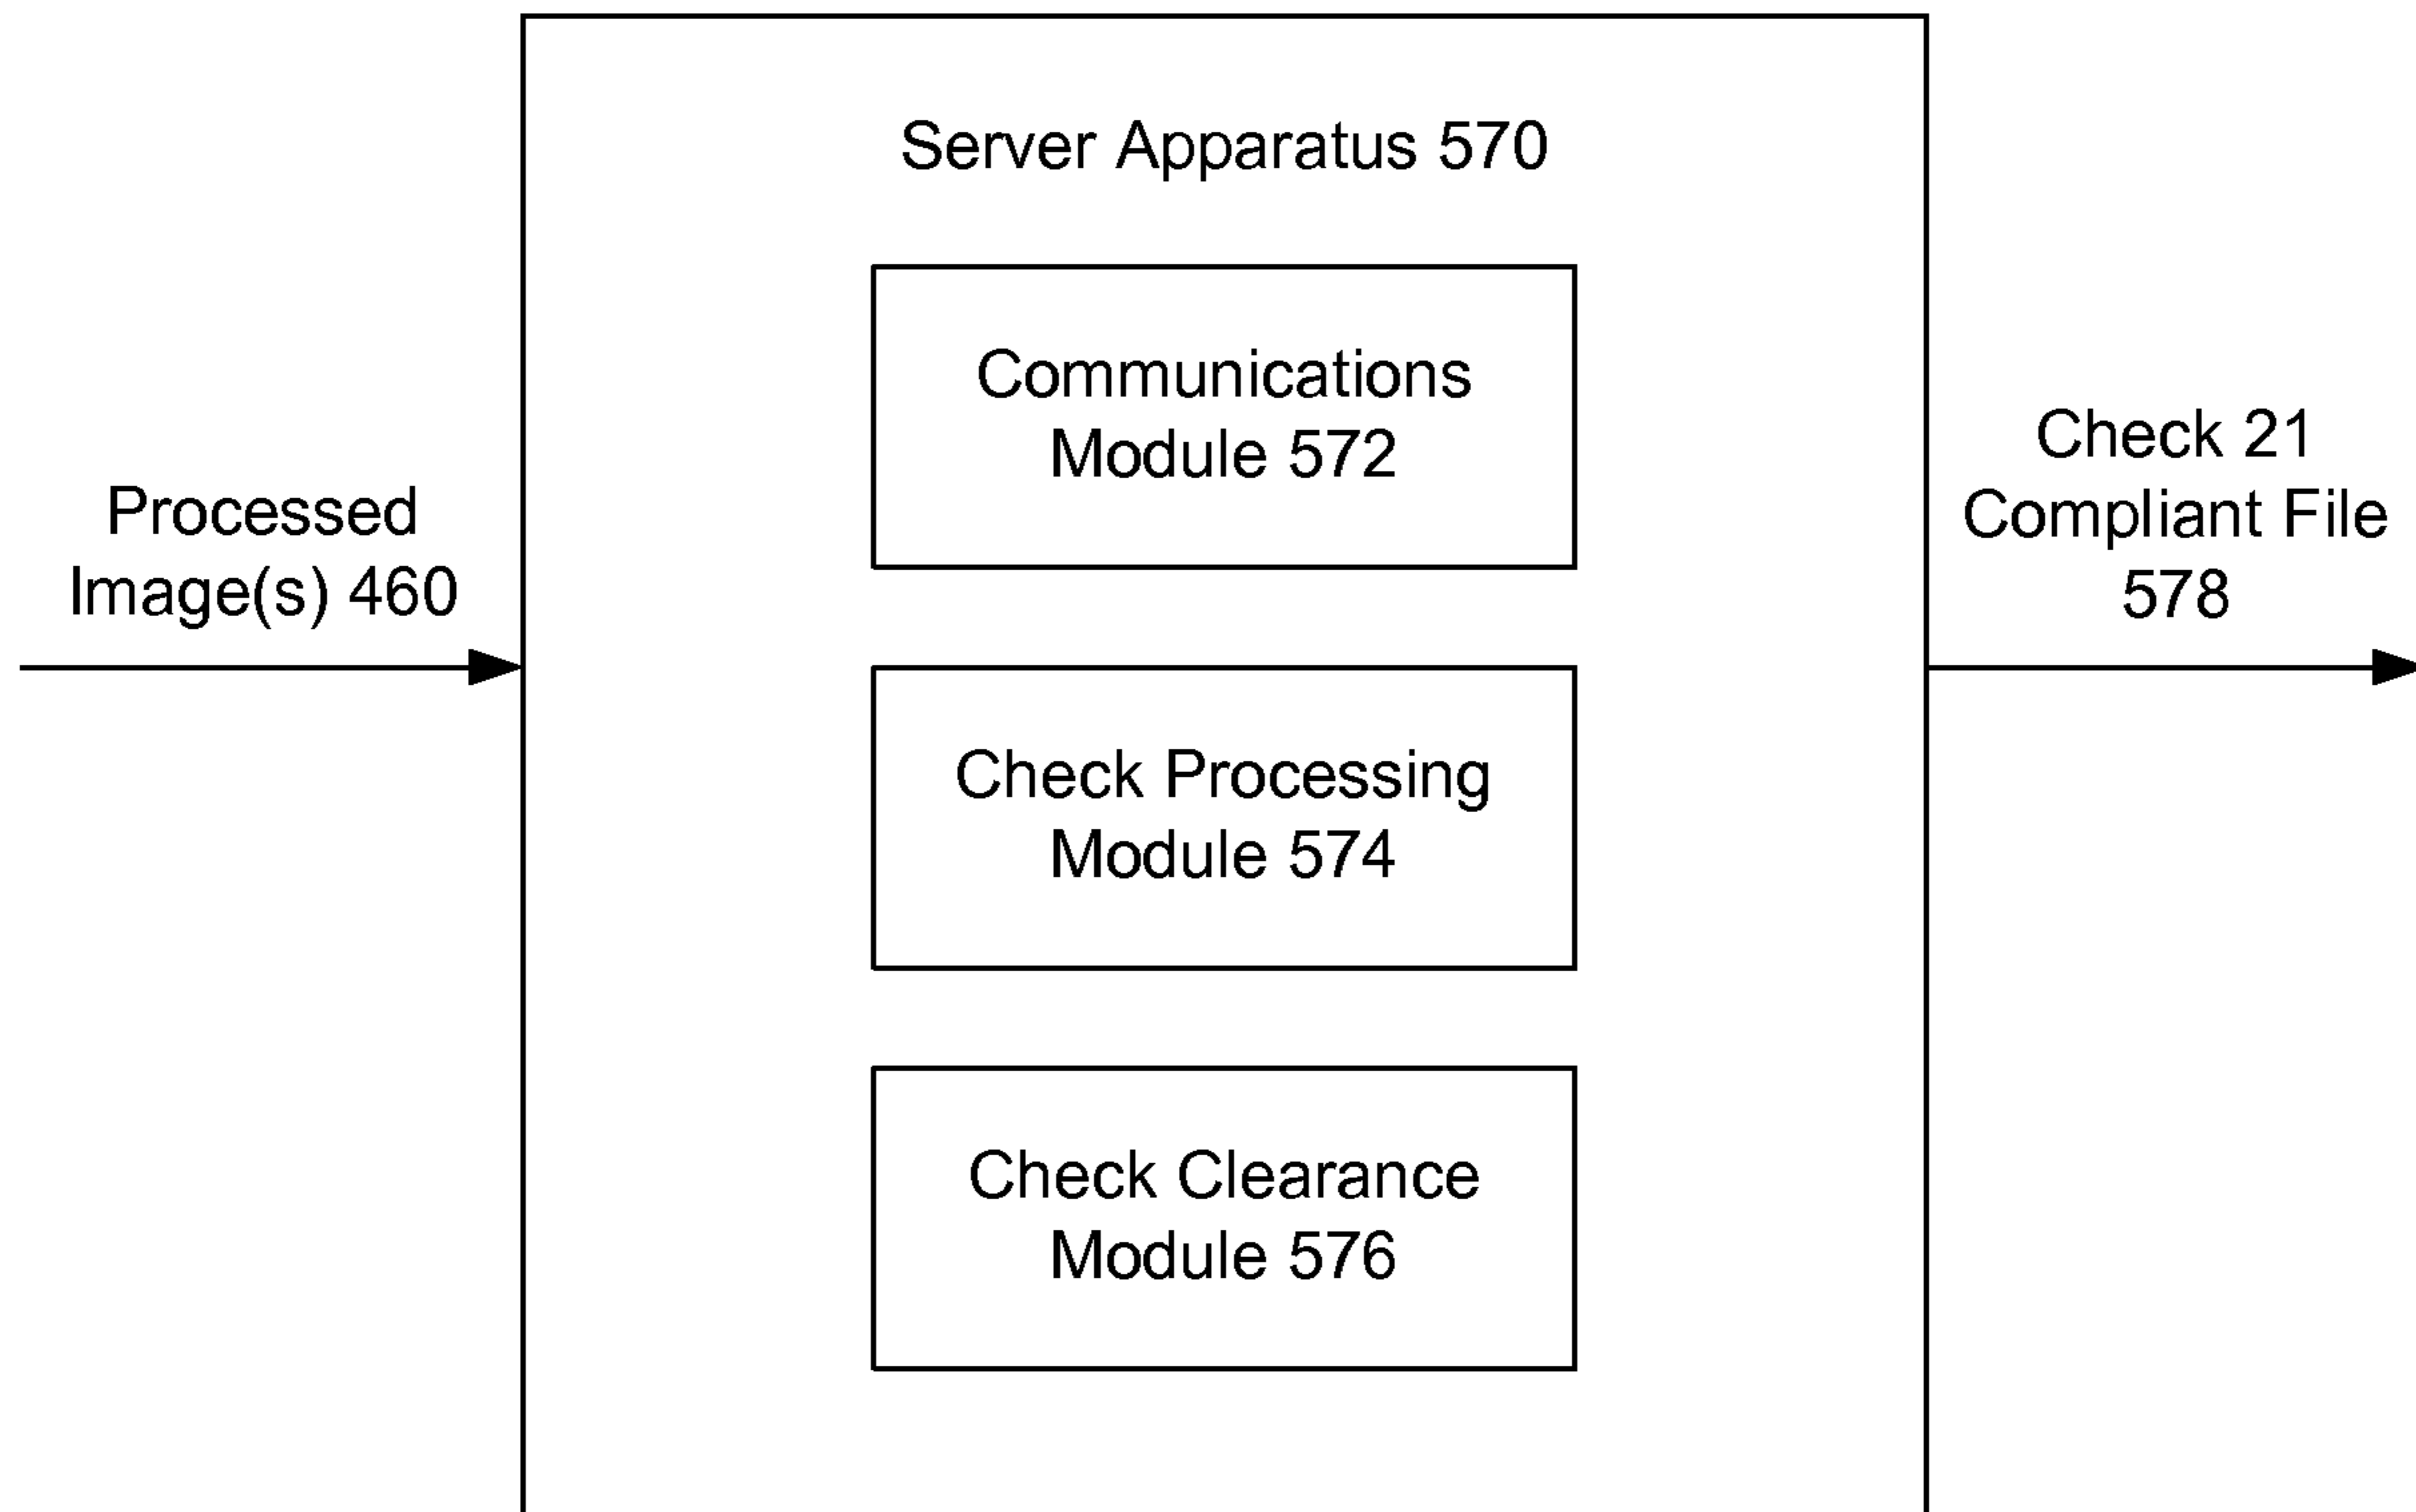 Server Apparatus 570
Communications
Module 572
Processed
Image(s) 460
Check 21
Compliant File
578
Check Processing
Module 574
Check Clearance
Module 576